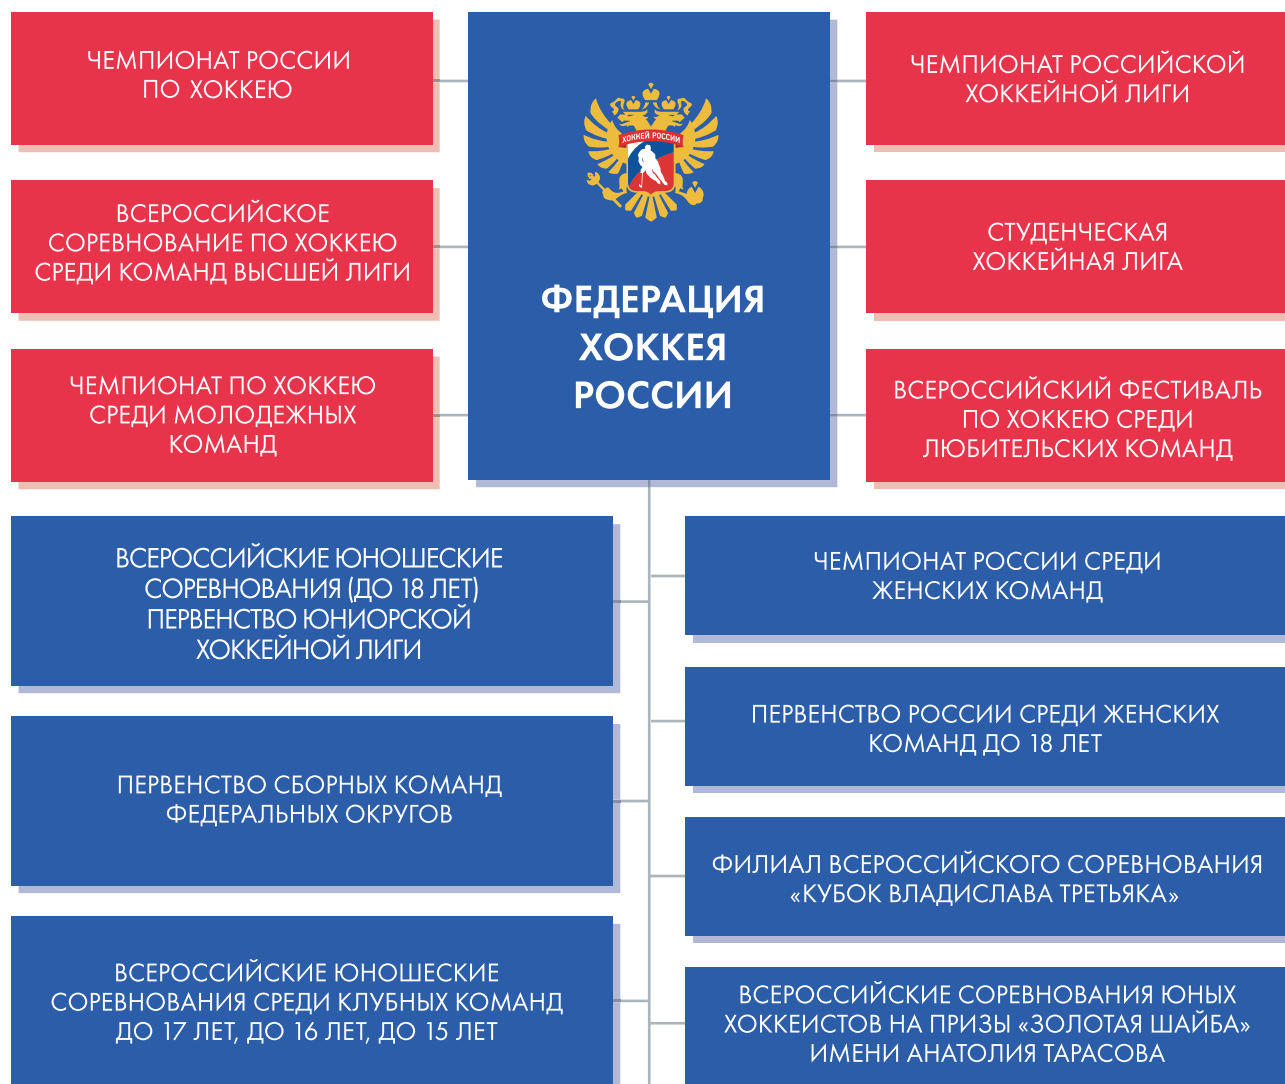 ЧЕМПИОНАТ РОССИИ
ПО ХОККЕЮ
ВСЕРОССИЙСКОЕ
СОРЕВНОВАНИЕ ПО ХОККЕЮ
СРЕДИ КОМАНД ВЫСШЕЙ ЛИГИ
ЧЕМПИОНАТ ПО ХОККЕЮ
СРЕДИ МОЛОДЕЖНЫХ
КОМАНД
ХОККЕЙ РОССИИ
ФЕДЕРАЦИЯ
ХОККЕЯ
РОССИИ
ЧЕМПИОНАТ РОССИЙСКОЙ
ХОККЕЙНОЙ ЛИГИ
СТУДЕНЧЕСКАЯ
ХОККЕЙНАЯ ЛИГА
ВСЕРОССИЙСКИЙ ФЕСТИВАЛЬ
ПО ХОККЕЮ СРЕДИ
ЛЮБИТЕЛЬСКИХ КОМАНД
ВСЕРОССИЙСКИЕ ЮНОШЕСКИЕ
СОРЕВНОВАНИЯ (ДО 18 ЛЕТ)
ПЕРВЕНСТВО ЮНИОРСКОЙ
ХОККЕЙНОЙ ЛИГИ
ПЕРВЕНСТВО СБОРНЫХ КОМАНД
ФЕДЕРАЛЬНЫХ ОКРУГОВ
ВСЕРОССИЙСКИЕ ЮНОШЕСКИЕ
СОРЕВНОВАНИЯ СРЕДИ КЛУБНЫХ КОМАНД
ДО 17 ЛЕТ, ДО 16 ЛЕТ, ДО 15 ЛЕТ
ЧЕМПИОНАТ РОССИИ СРЕДИ
ЖЕНСКИХ КОМАНД
ПЕРВЕНСТВО РОССИИ СРЕДИ ЖЕНСКИХ
КОМАНД ДО 18 ЛЕТ
ФИЛИАЛ ВСЕРОССИЙСКОГО СОРЕВНОВАНИЯ
«КУБОК ВЛАДИСЛАВА ТРЕТЬЯКА»
ВСЕРОССИЙСКИЕ СОРЕВНОВАНИЯ ЮНЫХ
ХОККЕИСТОВ НА ПРИЗЫ «ЗОЛОТАЯ ШАЙБА»
ИМЕНИ АНАТОЛИЯ ТАРАСОВА